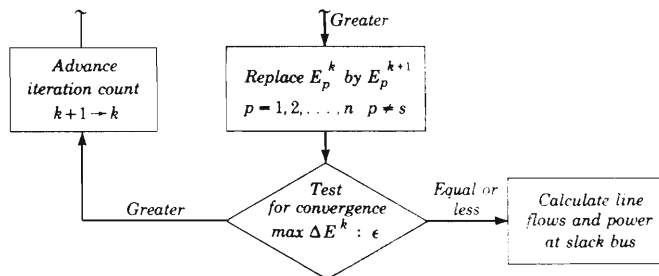 Greater
Advance
iteration count
k+1→k
Replace E_p^k by E_p^{k+1}
p = 1, 2, . . . , n p ≠ s
Test
for convergence
max ΔE^k : ϵ
Greater
Equal or
less
Calculate line
flows and power
at slack bus